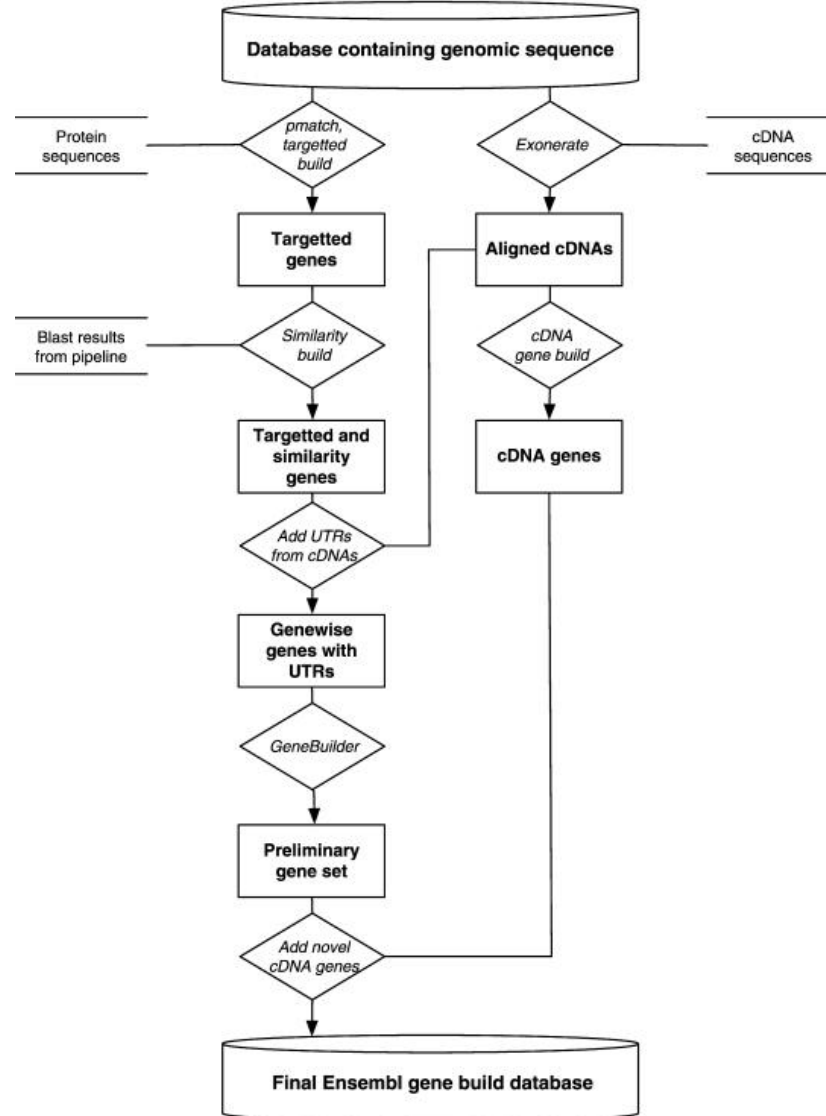 Database containing genomic sequence
Protein
sequences
pmatch,
targetted
build
Exonerate
cDNA
sequences
Targetted
genes
Aligned cDNAs
Blast results
from pipeline
Similarity
build
cDNA
gene build
Targetted and
similarity
genes
cDNA genes
Add UTRs
from cDNAs
Genewise
genes with
UTRs
GeneBuilder
Preliminary
gene set
Add novel
cDNA genes
Final Ensembl gene build database